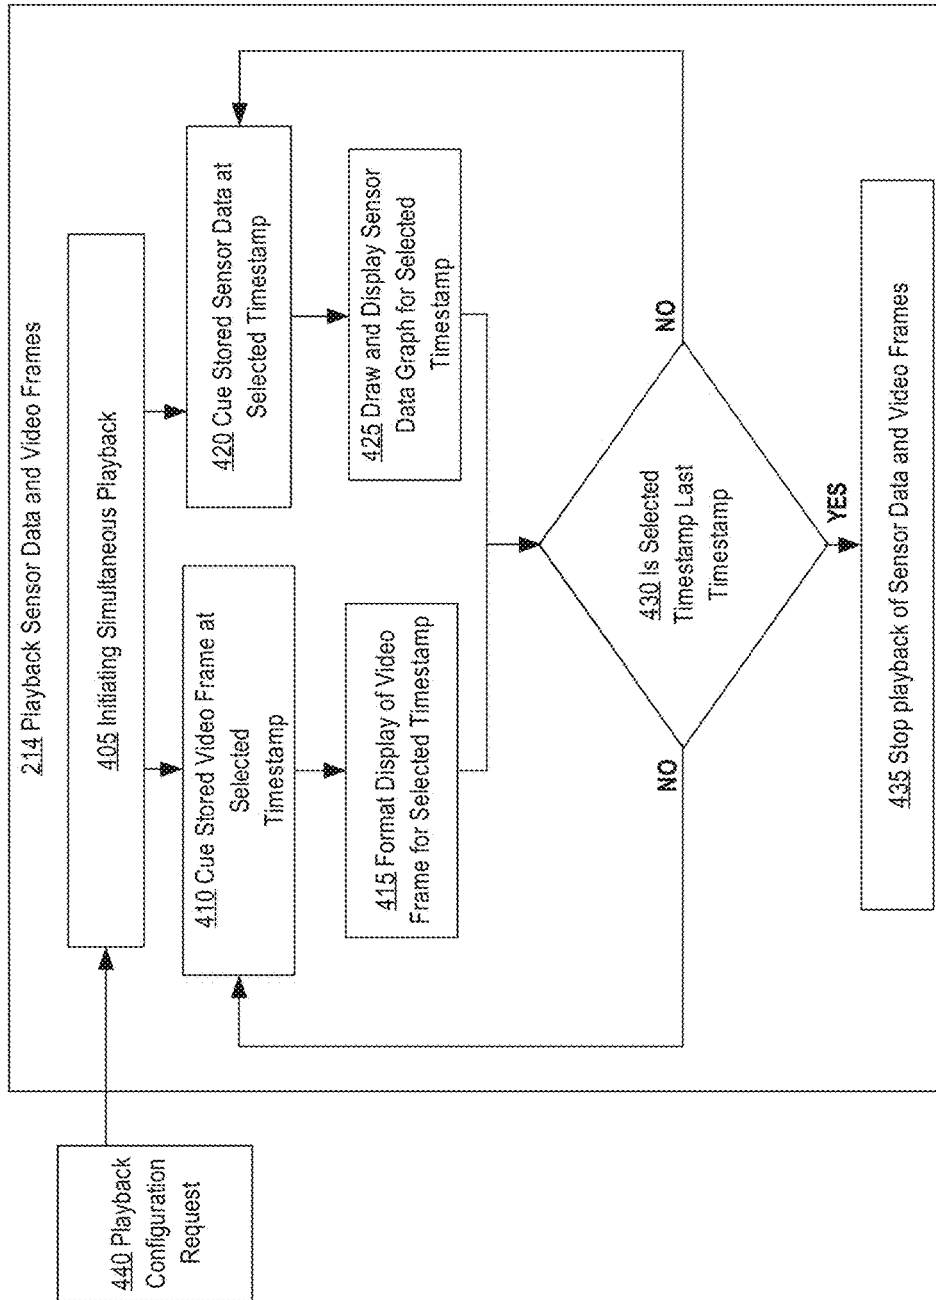 214 Playback Sensor Data and Video Frames
440 Playback
Configuration
Request
405 Initiating Simultaneous Playback
410 Cue Stored Video Frame at
Selected
Timestamp
420 Cue Stored Sensor Data at
Selected Timestamp
415 Format Display of Video
Frame for Selected Timestamp
425 Draw and Display Sensor
Data Graph for Selected
Timestamp
430 Is Selected
Timestamp Last
Timestamp
NO
NO
YES
435 Stop playback of Sensor Data and Video Frames